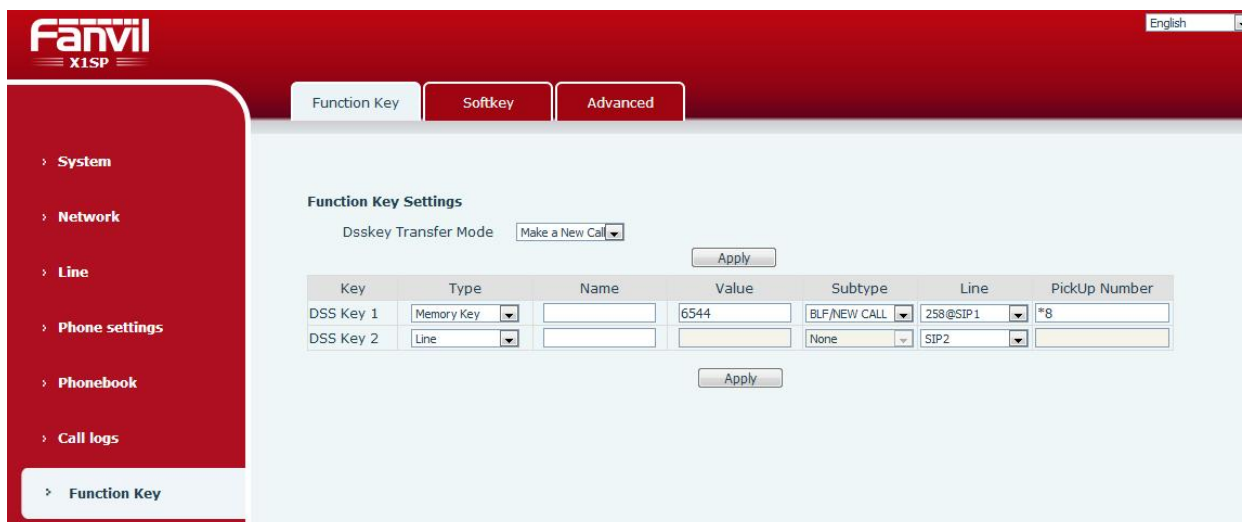 English
Fanvil
X1SP
Function Key Softkey Advanced
› System
› Network
› Line
› Phone settings
› Phonebook
› Call logs
› Function Key
Function Key Settings
Dsskey Transfer Mode Make a New Call
Apply
Key Type Name Value Subtype Line PickUp Number
DSS Key 1 Memory Key 6544 BLF/NEW CALL 258@SIP1 *8
DSS Key 2 Line None SIP2
Apply